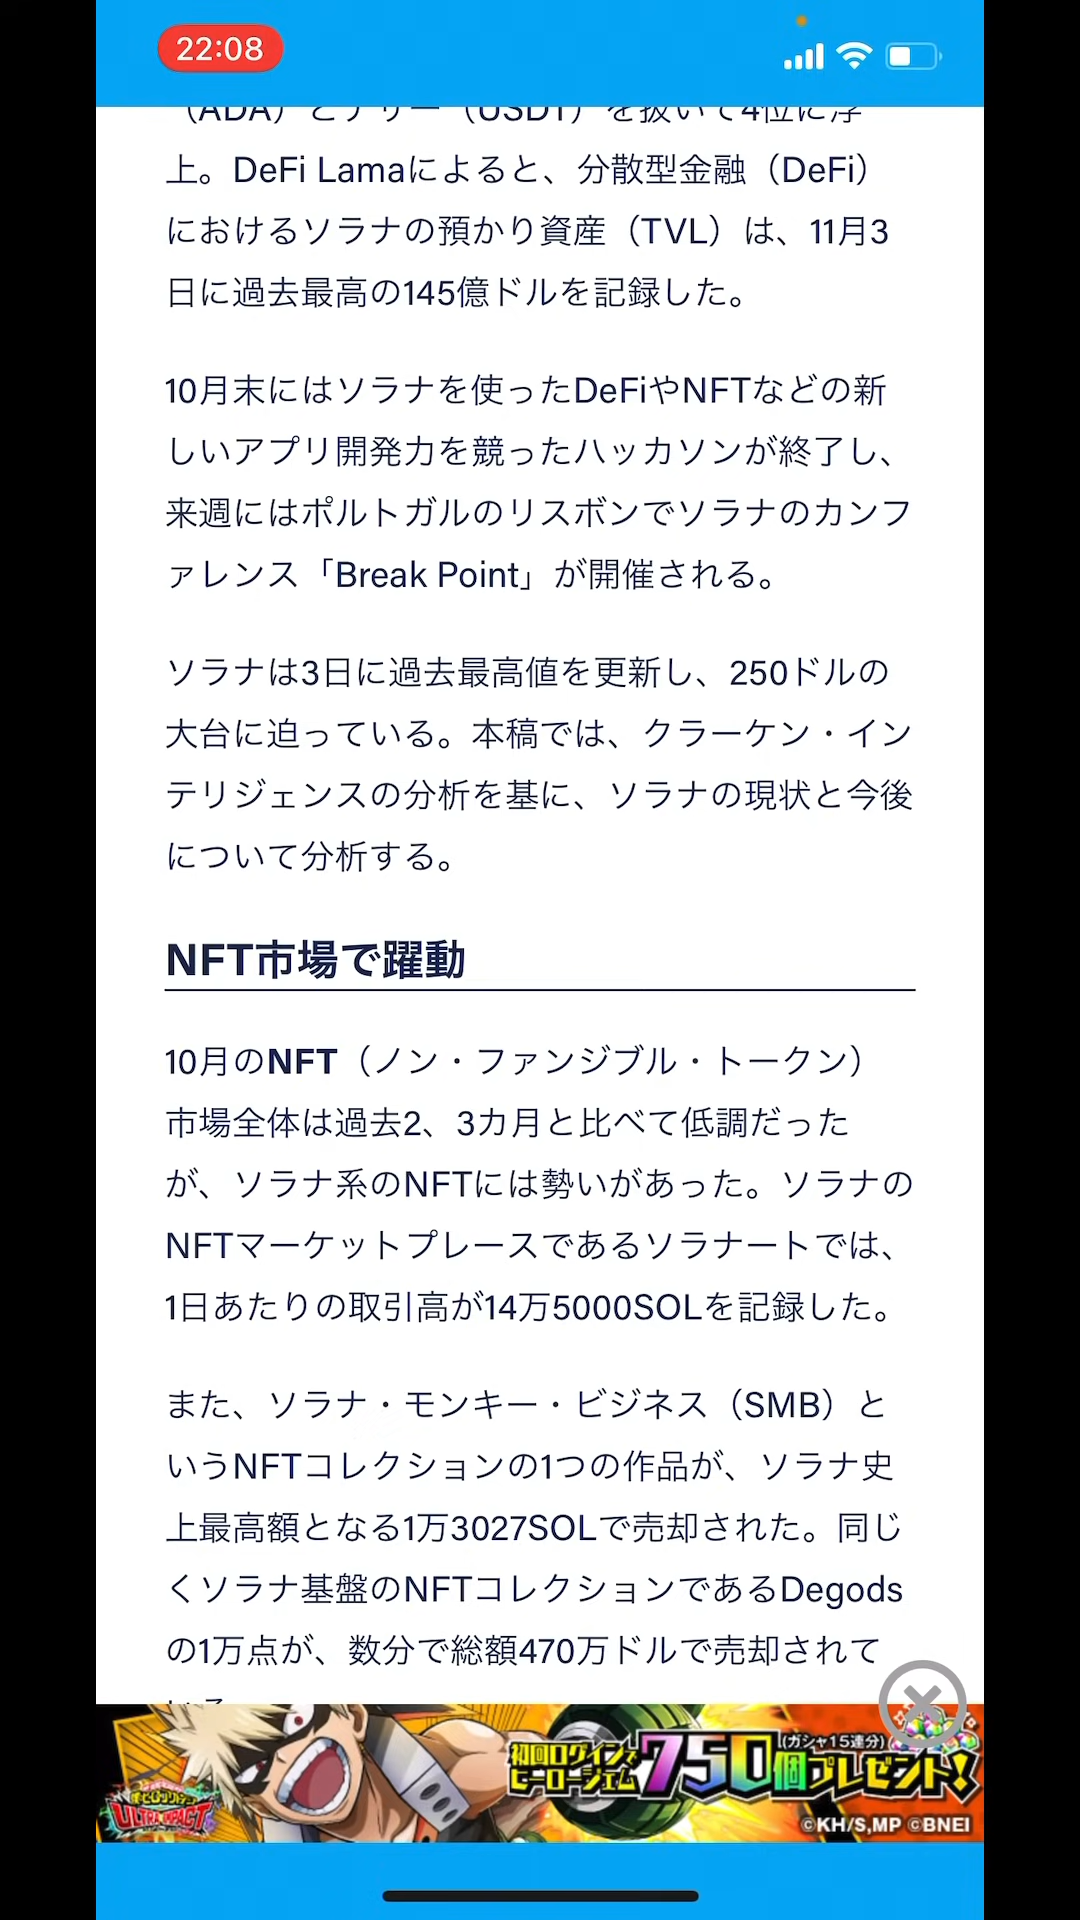 22:08
（ADA）とテザー（USDT）を抜いて4位に浮
上。DeFi Lamaによると、分散型金融（DeFi）
におけるソラナの預かり資産（TVL）は、11月3
日に過去最高の145億ドルを記録した。
10月末にはソラナを使ったDeFiやNFTなどの新
しいアプリ開発力を競ったハッカソンが終了し、
来週にはポルトガルのリスボンでソラナのカンフ
ァレンス「Break Point」が開催される。
ソラナは3日に過去最高値を更新し、250ドルの
大台に迫っている。本稿では、クラーケン・イン
テリジェンスの分析を基に、ソラナの現状と今後
について分析する。
NFT市場で躍動
10月のNFT（ノン・ファンジブル・トークン）
市場全体は過去2、3カ月と比べて低調だった
が、ソラナ系のNFTには勢いがあった。ソラナの
NFTマーケットプレースであるソラナートでは、
1日あたりの取引高が14万5000SOLを記録した。
また、ソラナ・モンキー・ビジネス（SMB）と
いうNFTコレクションの1つの作品が、ソラナ史
上最高額となる1万3027SOLで売却された。同じ
くソラナ基盤のNFTコレクションであるDegods
の1万点が、数分で総額470万ドルで売却されて
初回ログインで
ヒーロージェム
750個プレゼント!
(ガシャ15連分)
ULTRA IMPACT
©KH/S,MP ©BNEI